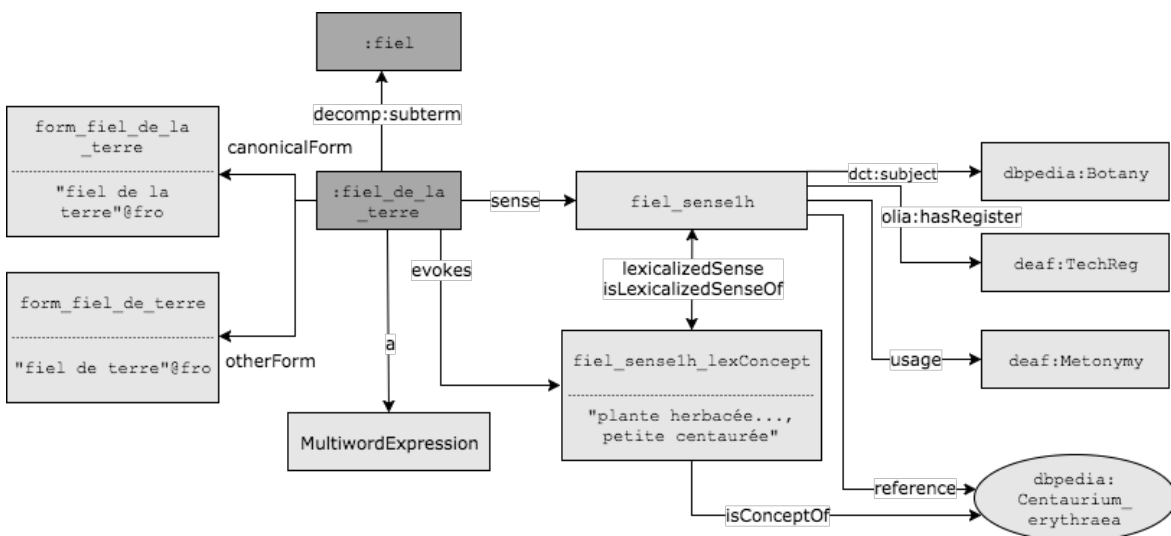 :fiel
decomp:subterm
form_fiel_de_la
_terre
"fiel de la
terre"@fro
canonicalForm
:fiel_de_la
_terre
sense
fiel_sense1h
dct:subject
dbpedia:Botany
olia:hasRegister
deaf:TechReg
evokes
lexicalizedSense
isLexicalizedSenseOf
form_fiel_de_terre
"fiel de terre"@fro
otherForm
a
fiel_sense1h_lexConcept
"plante herbacée...,
petite centaurée"
usage
deaf:Metonymy
MultiwordExpression
reference
isConceptOf
dbpedia:
Centaurium_
erythraea